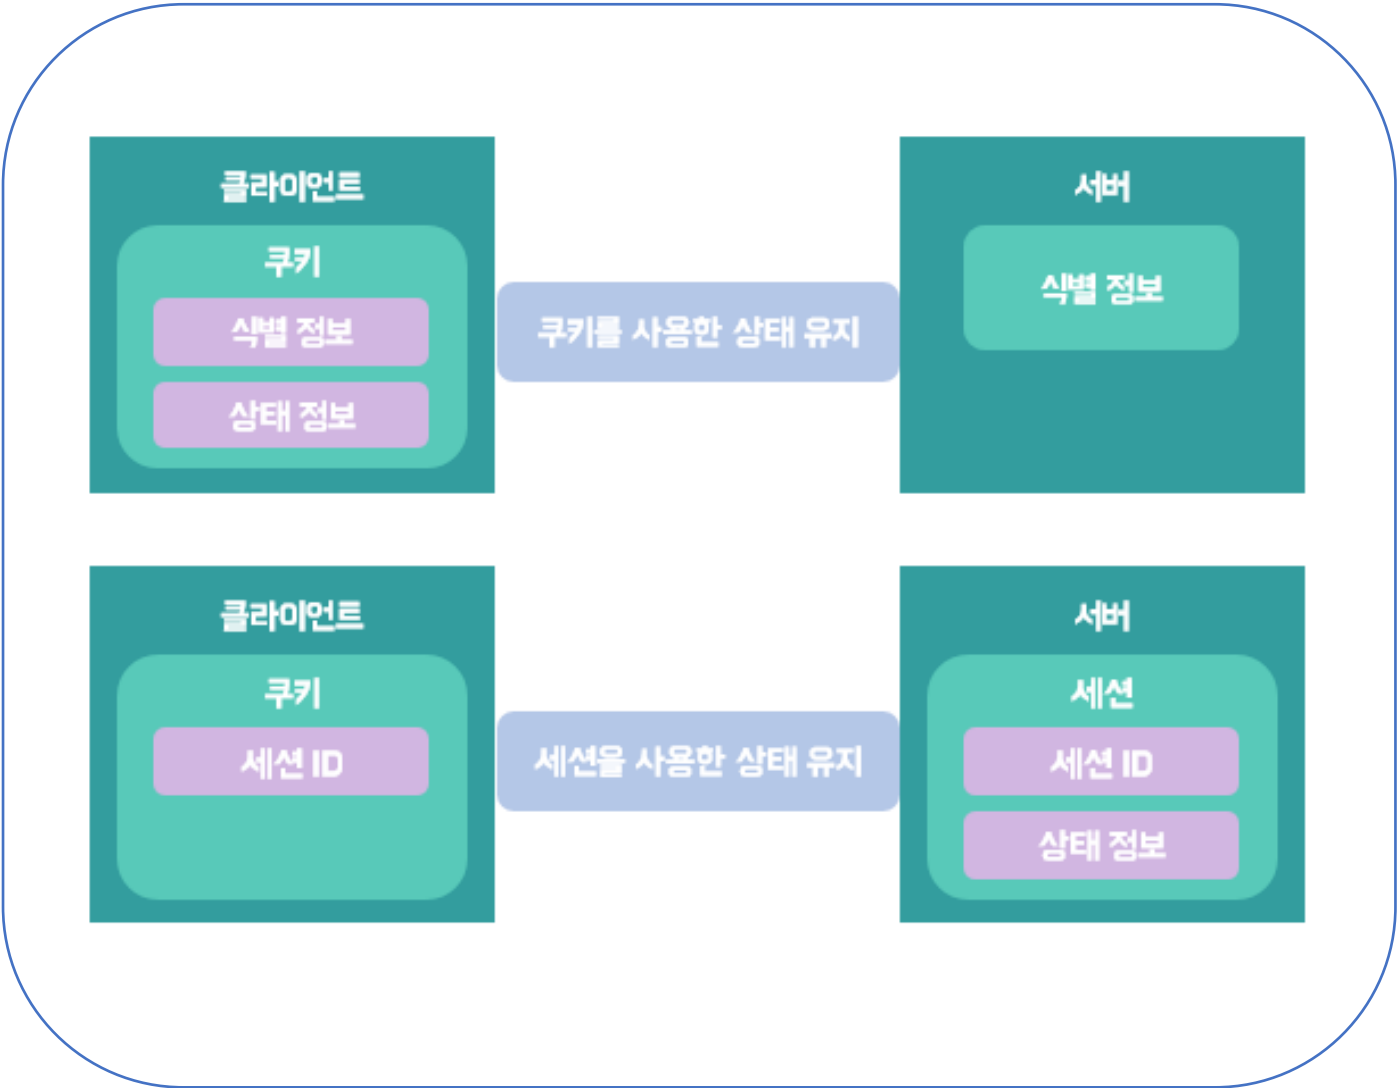 클라이언트
쿠키
식별 정보
상태 정보
쿠키를 사용한 상태 유지
서버
식별 정보
클라이언트
쿠키
세션 ID
세션을 사용한 상태 유지
서버
세션
세션 ID
상태 정보